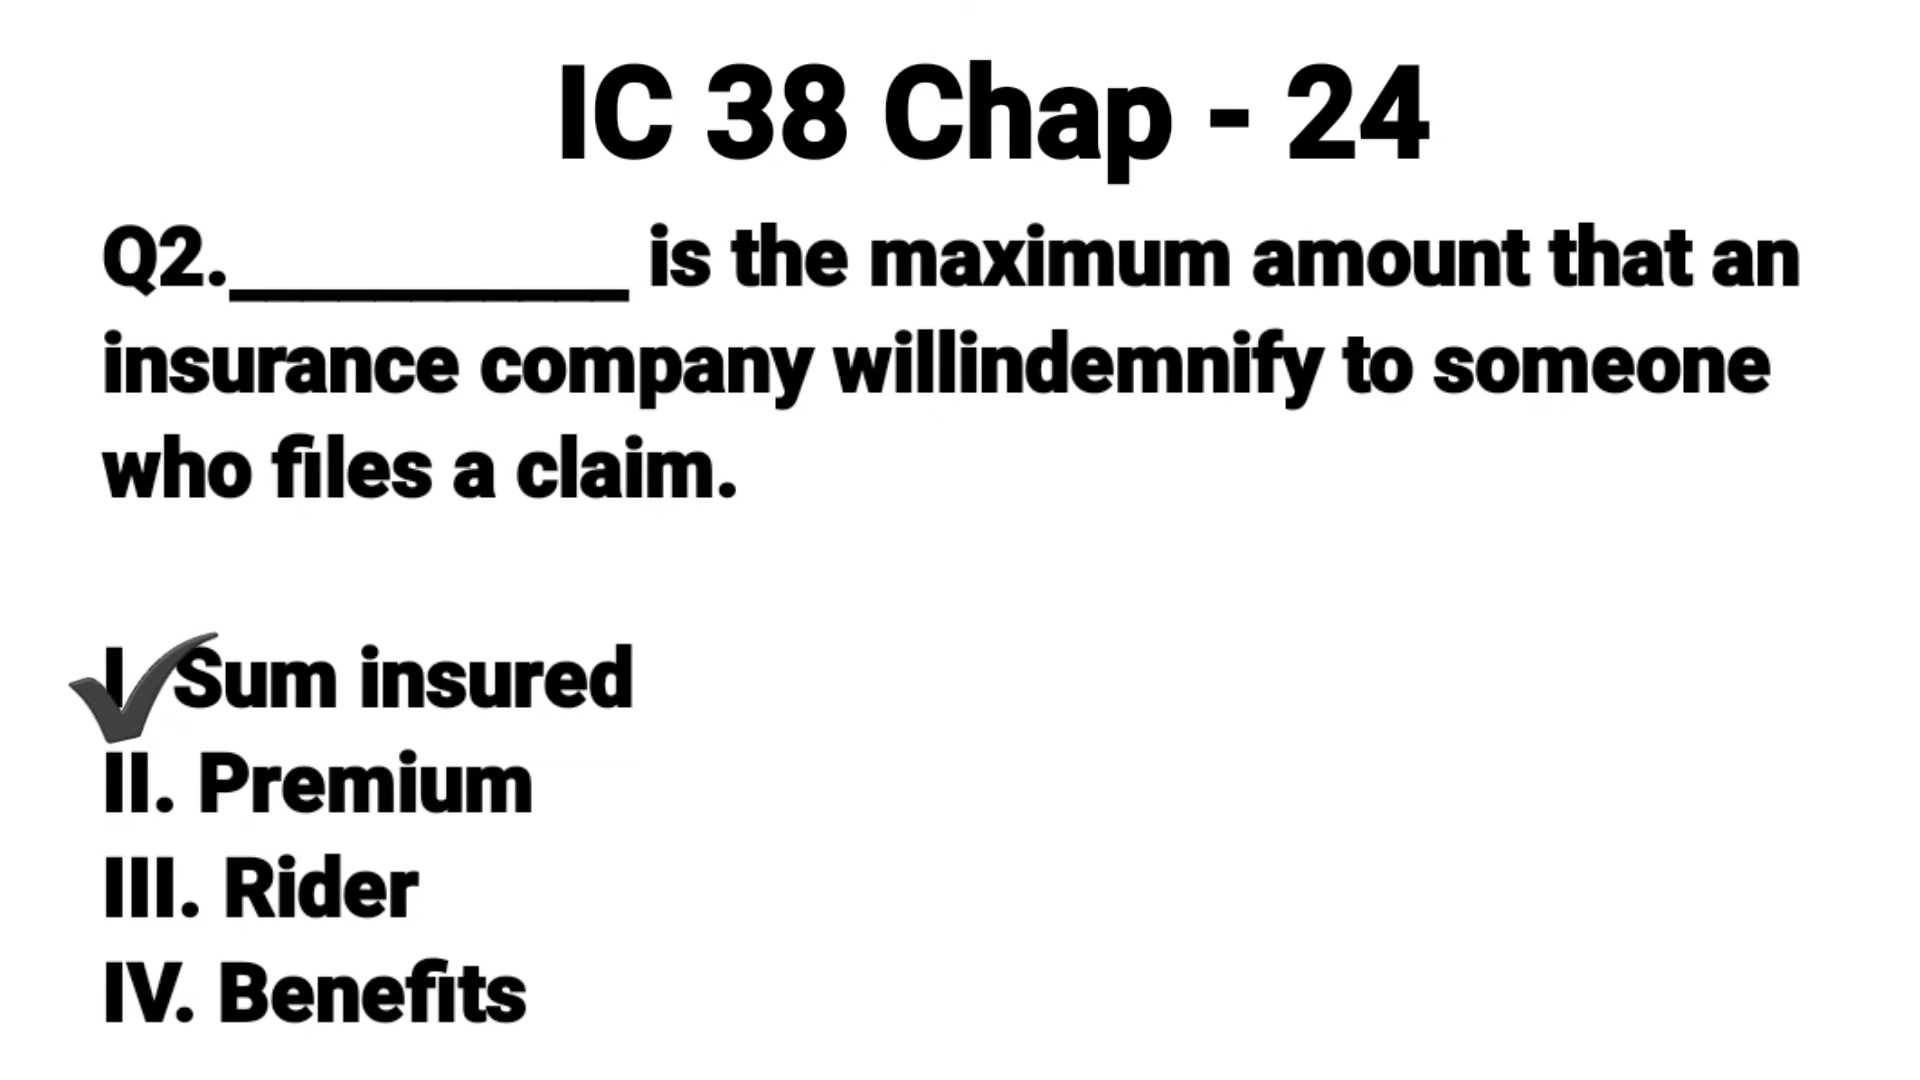 IC 38 Chap - 24
Q2.___________ is the maximum amount that an
insurance company willindemnify to someone
who files a claim.
I Sum insured
II. Premium
III. Rider
IV. Benefits